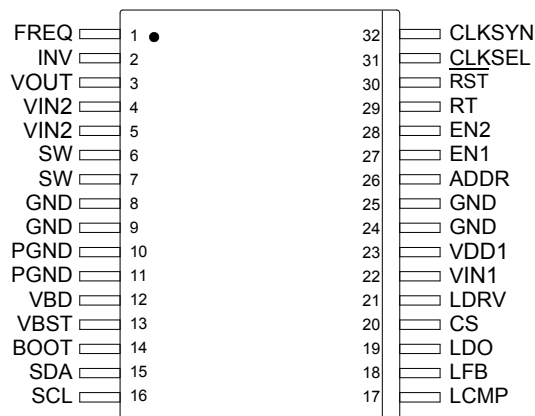 FREQ 1 32 CLKSYN
INV 2 31 CLKSEL
VOUT 3 30 RST
VIN2 4 29 RT
VIN2 5 28 EN2
SW 6 27 EN1
SW 7 26 ADDR
GND 8 25 GND
GND 9 24 GND
PGND 10 23 VDD1
PGND 11 22 VIN1
VBD 12 21 LDRV
VBST 13 20 CS
BOOT 14 19 LDO
SDA 15 18 LFB
SCL 16 17 LCMP